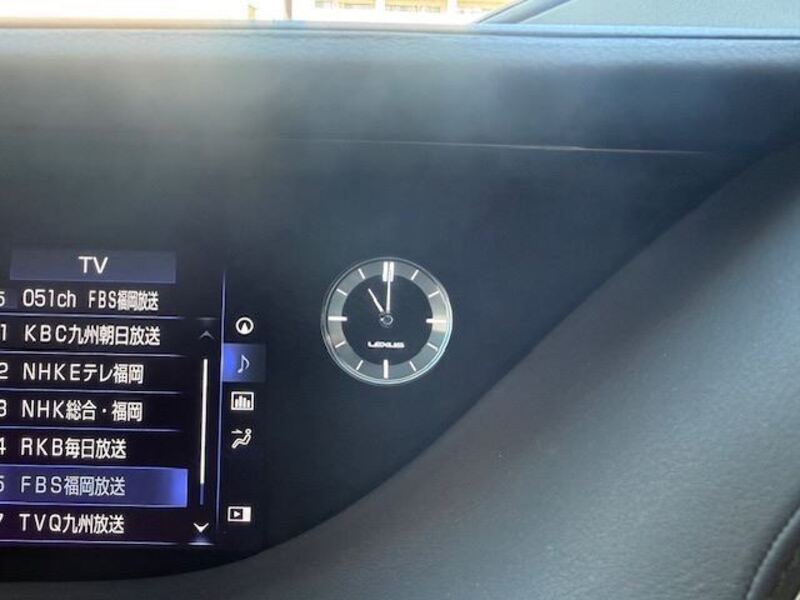 TV
5 051ch FBS福岡放送
1 KBC九州朝日放送
2 NHKEテレ福岡
3 NHK総合・福岡
4 RKB毎日放送
5 FBS福岡放送
7 TVQ九州放送
LEXUS